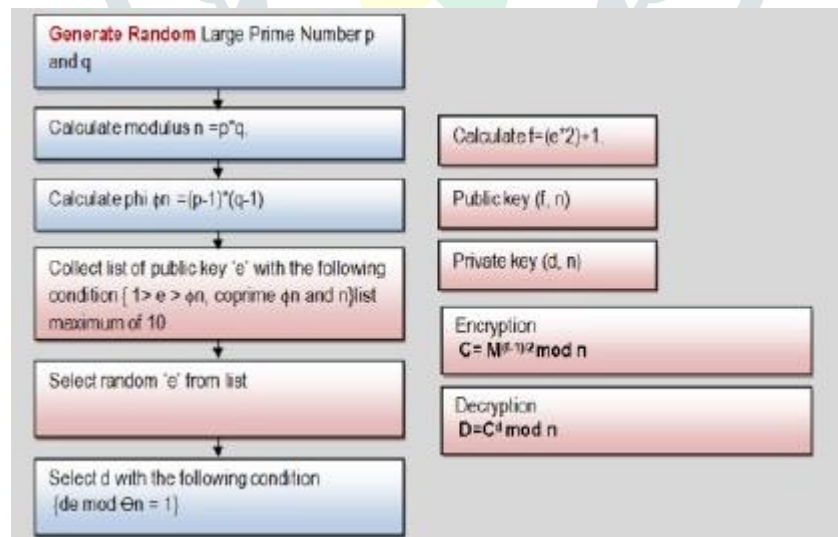 Generate Random Large Prime Number p
and q
Calculate modulus n =p*q.
Calculate phi ϕn =(p-1)*(q-1)
Collect list of public key 'e' with the following
condition { 1> e > ϕn, coprime ϕn and n}list
maximum of 10
Select random 'e' from list
Select d with the following condition
{de mod Θn = 1}
Calculate f=(e*2)+1.
Public key (f, n)
Private key (d, n)
Encryption
C= M(f-1)/2 mod n
Decryption
D=Cd mod n